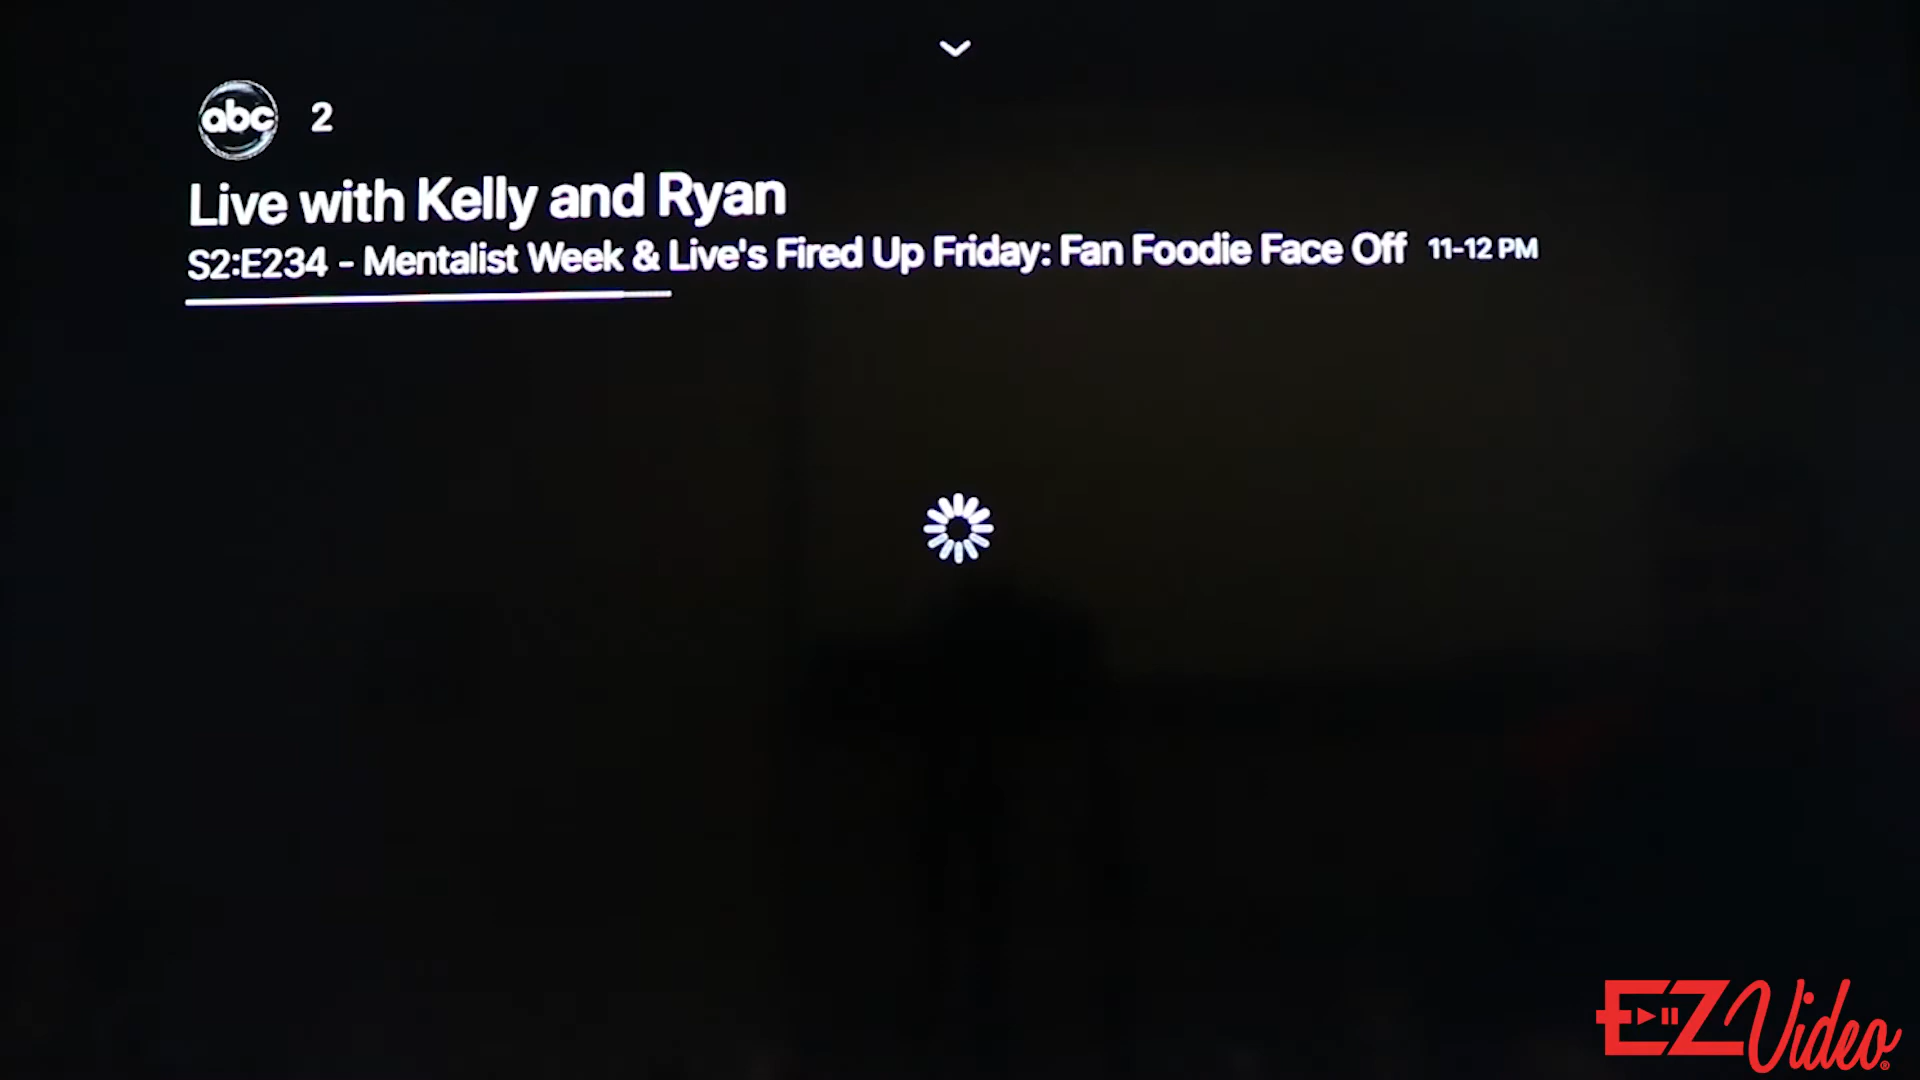 abc 2
Live with Kelly and Ryan
S2:E234 - Mentalist Week & Live's Fired Up Friday: Fan Foodie Face Off 11-12 PM
EZVideo®